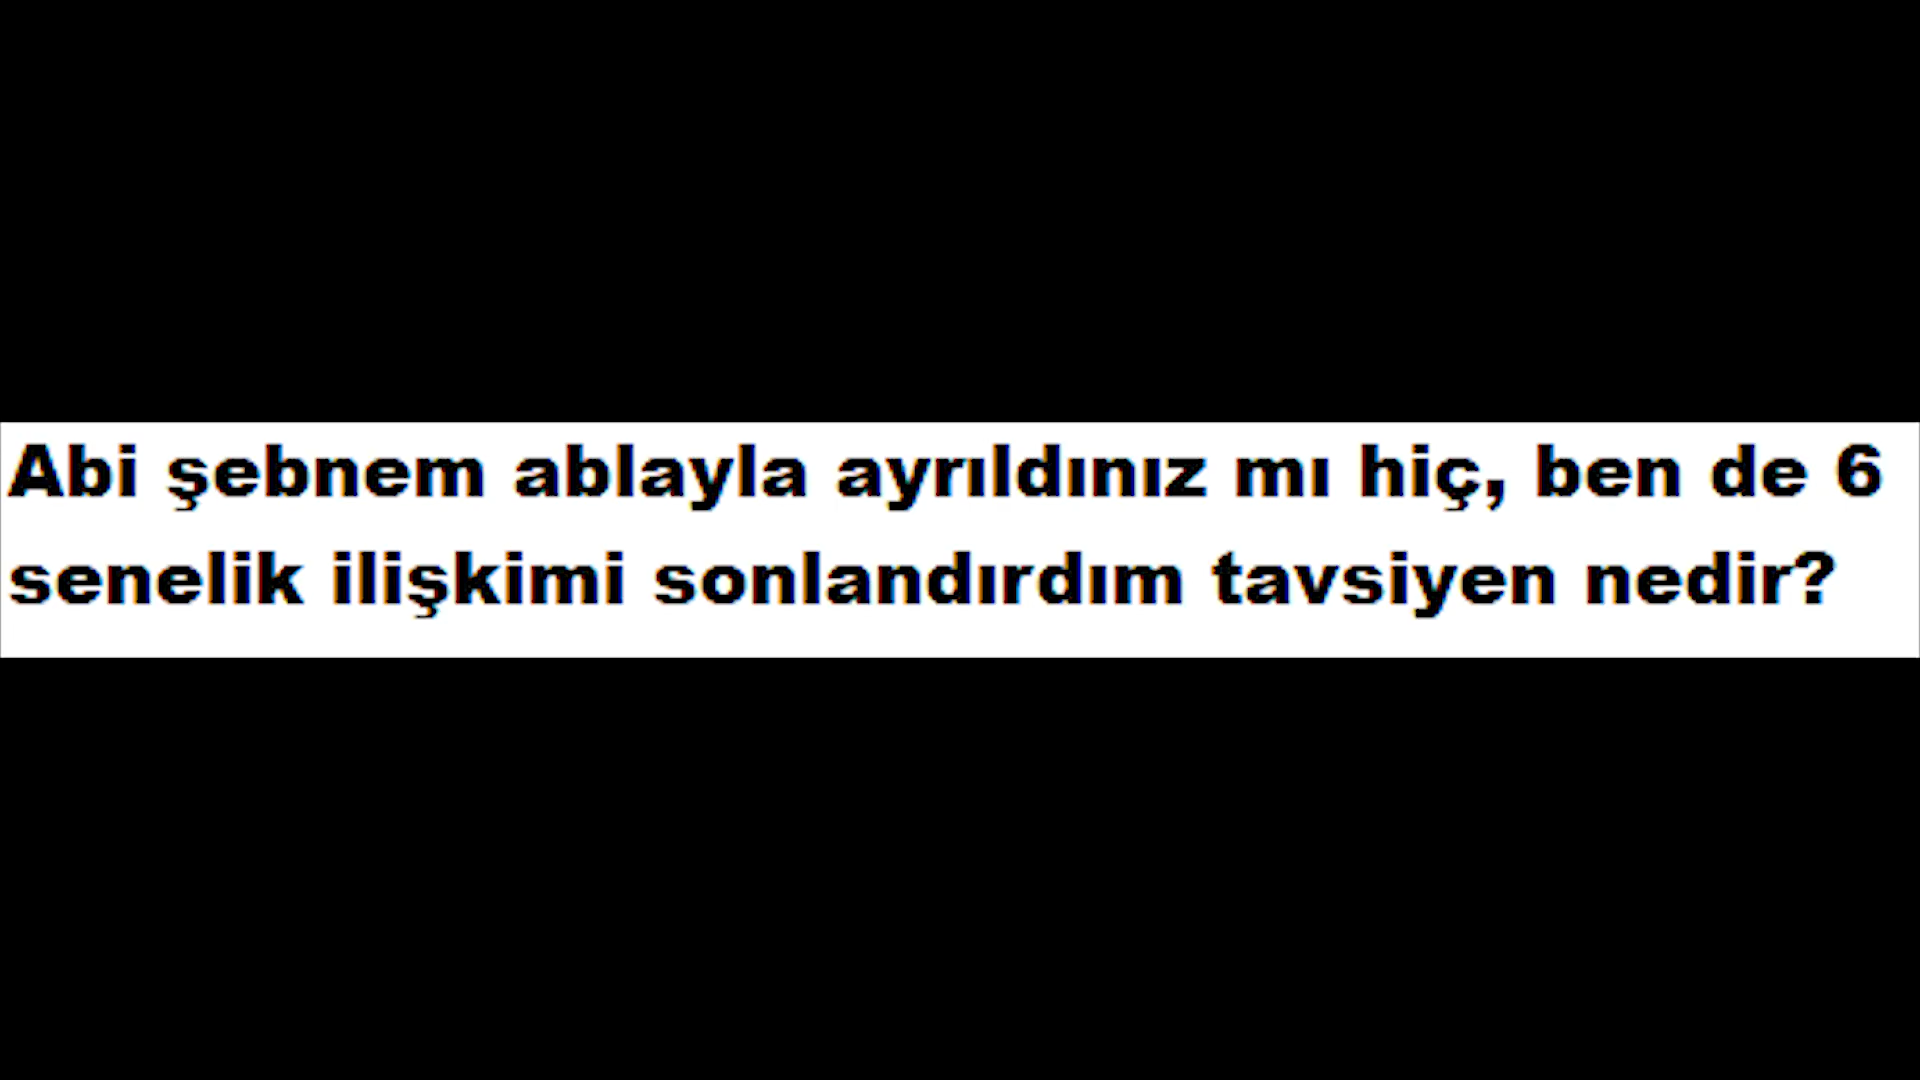 Abi şebnem ablayla ayrıldınız mı hiç, ben de 6
senelik ilişkimi sonlandırdım tavsiyen nedir?